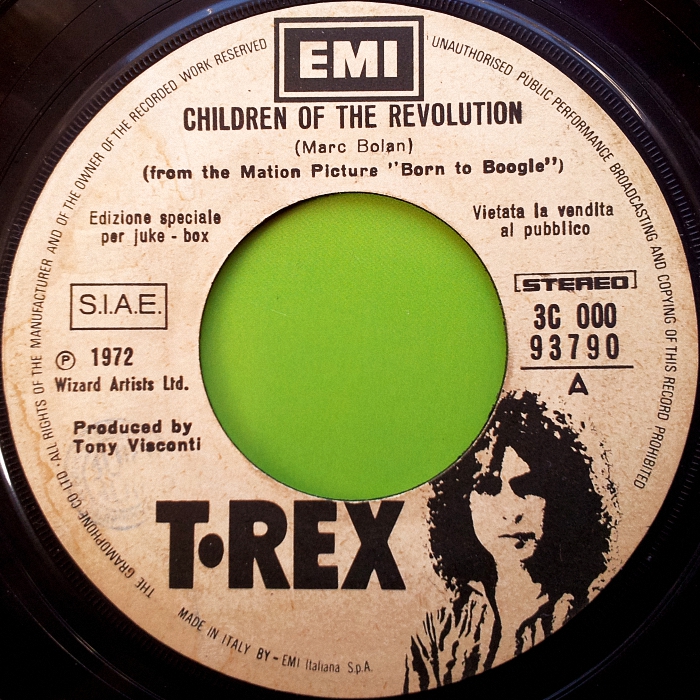 EMI
CHILDREN OF THE REVOLUTION
(Marc Bolan)
(from the Mation Picture "Born to Boogle")
Edizione speciale
per juke - box
Vietata la vendita
al pubblico
S.I.A.E.
STEREO
3C 000
93790
A
℗ 1972
Wizard Artists Ltd.
Produced by
Tony Visconti
T•REX
THE GRAMOPHONE CO LTD · ALL RIGHTS OF THE MANUFACTURER AND OF THE OWNER OF THE RECORDED WORK RESERVED
UNAUTHORISED PUBLIC PERFORMANCE BROADCASTING AND COPYING OF THIS RECORD PROHIBITED
MADE IN ITALY BY - EMI Italiana S.p.A.